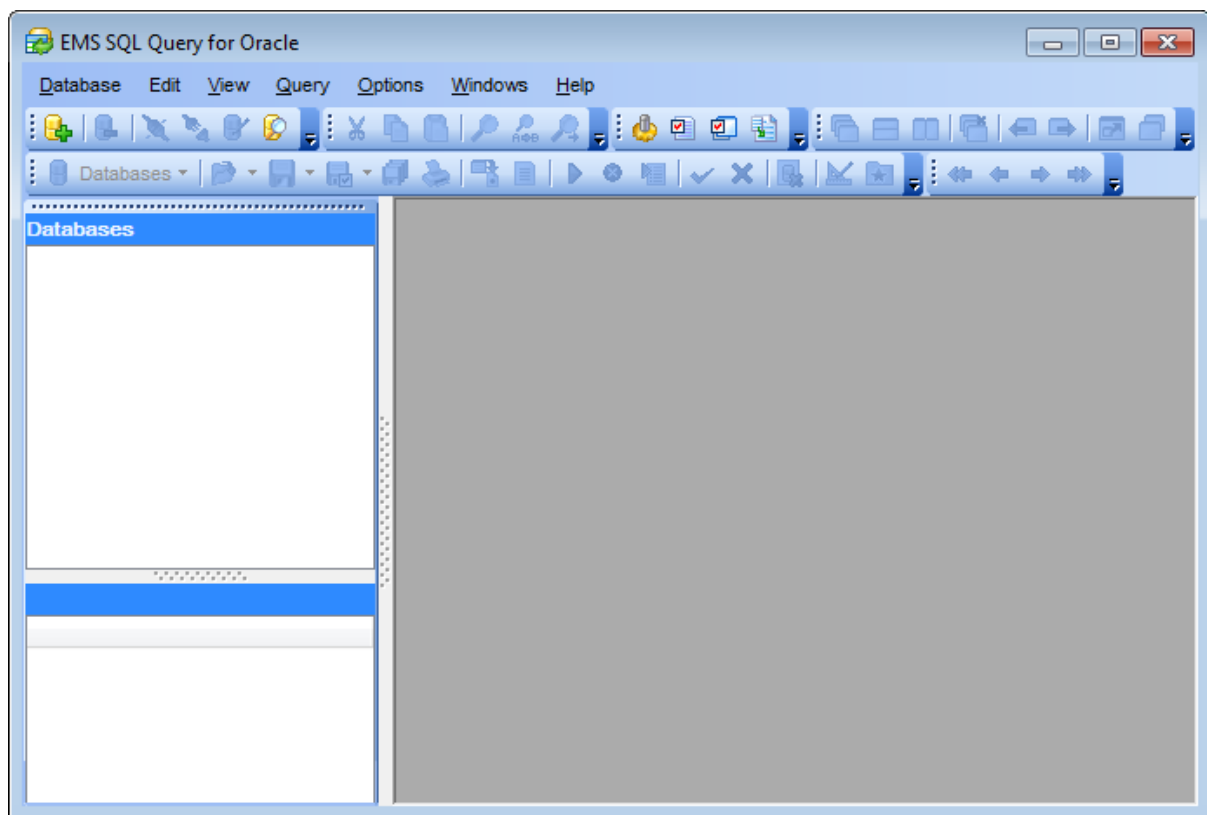 EMS SQL Query for Oracle
Database Edit View Query Options Windows Help
Databases
Databases